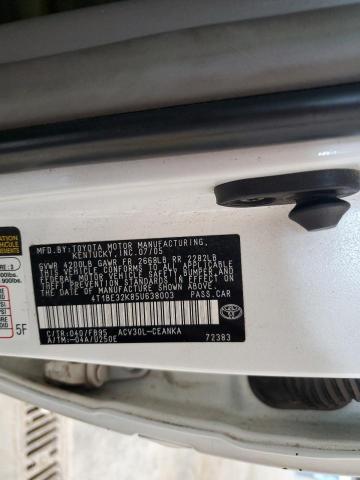 MFD.BY:TOYOTA MOTOR MANUFACTURING,
KENTUCKY, INC.07/05
GVWR 4200LB GAWR FR 2668LB RR 2282LB
THIS VEHICLE CONFORMS TO ALL APPLICABLE
FEDERAL MOTOR VEHICLE SAFETY, BUMPER,
AND THEFT PREVENTION STANDARDS IN EFFECT
ON THE DATE OF MANUFACTURE SHOWN ABOVE.
4T1BE32K85U638003 PASS.CAR
C/TR:040/FB95 ACV30L-CEANKA
A/TM:-04A/U250E 72383
TOYOTA
5F